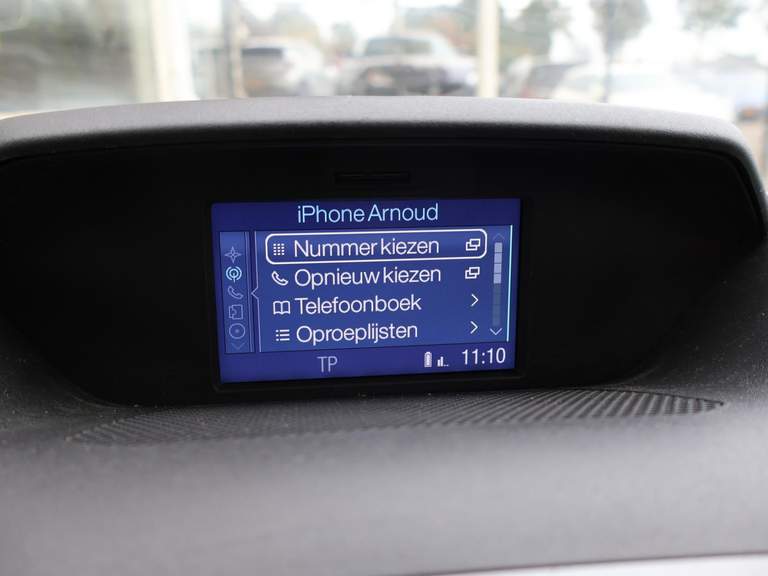 iPhone Arnoud
Nummer kiezen
Opnieuw kiezen
Telefoonboek
Oproeplijsten
TP 11:10